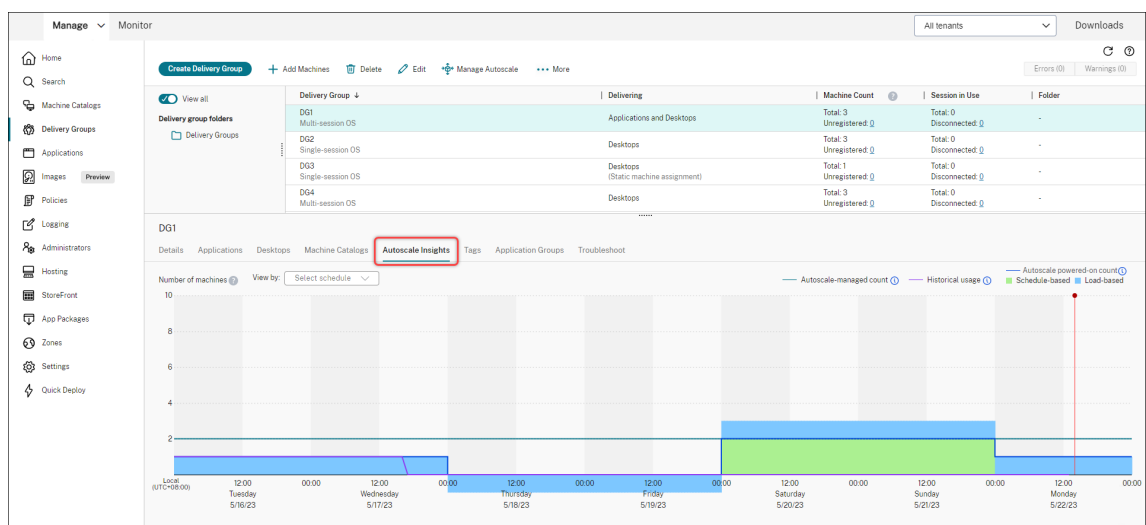 Manage Monitor All tenants Downloads
Home
Search
Machine Catalogs
Delivery Groups
Applications
Images Preview
Policies
Logging
Administrators
Hosting
StoreFront
App Packages
Zones
Settings
Quick Deploy
Create Delivery Group Add Machines Delete Edit Manage Autoscale More Errors (0) Warnings (0)
View all
Delivery group folders
Delivery Groups
Delivery Group ↓ Delivering Machine Count Session in Use Folder
DG1 Applications and Desktops Total: 3 Total: 0 -
Multi-session OS Unregistered: 0 Disconnected: 0
DG2 Desktops Total: 3 Total: 0 -
Single-session OS Unregistered: 0 Disconnected: 0
DG3 Desktops Total: 1 Total: 0 -
Single-session OS (Static machine assignment) Unregistered: 0 Disconnected: 0
DG4 Desktops Total: 3 Total: 0 -
Multi-session OS Unregistered: 0 Disconnected: 0
DG1
Details Applications Desktops Machine Catalogs Autoscale Insights Tags Application Groups Troubleshoot
Number of machines View by: Select schedule
Autoscale-managed count Historical usage Autoscale powered-on count
Schedule-based Load-based
10
8
6
4
2
Local
(UTC+08:00)
12:00 00:00 12:00 00:00 12:00 00:00 12:00 00:00 12:00 00:00 12:00 00:00 12:00 00:00
Tuesday Wednesday Thursday Friday Saturday Sunday Monday
5/16/23 5/17/23 5/18/23 5/19/23 5/20/23 5/21/23 5/22/23